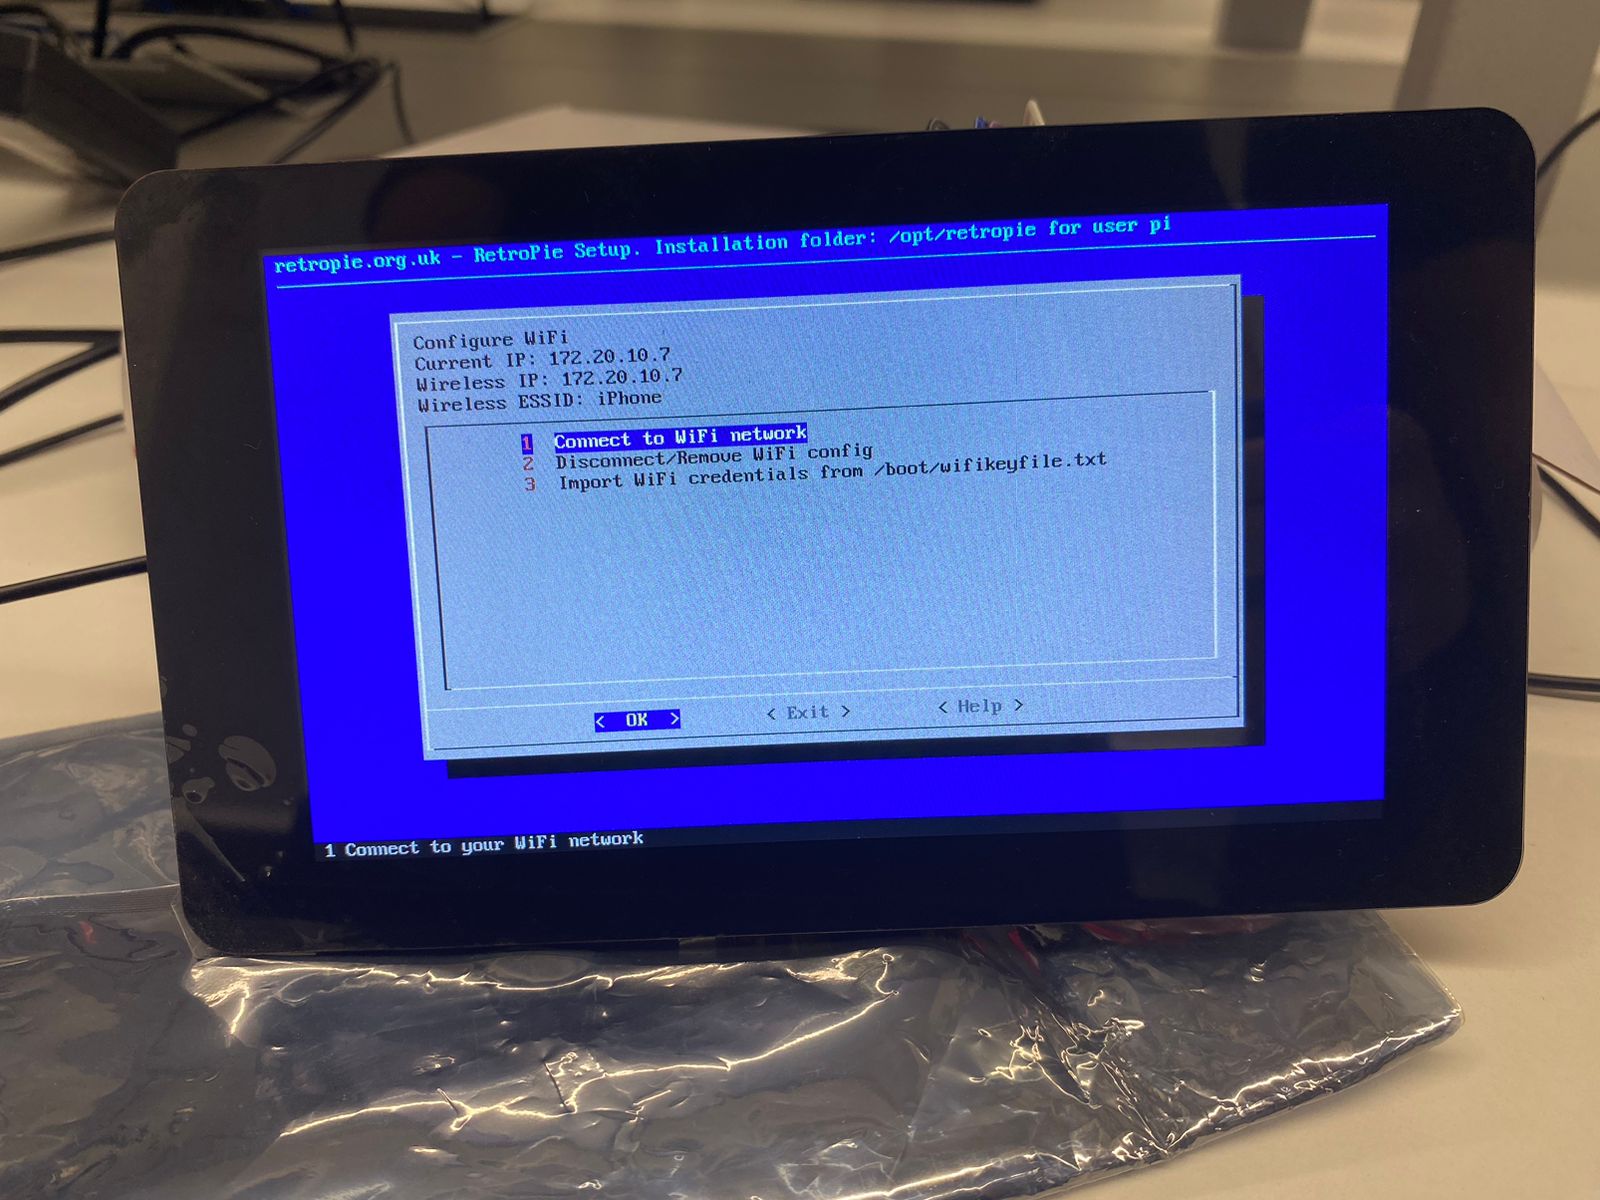 retropie.org.uk - RetroPie Setup. Installation folder: /opt/retropie for user pi
Configure WiFi
Current IP: 172.20.10.7
Wireless IP: 172.20.10.7
Wireless ESSID: iPhone
1 Connect to WiFi network
2 Disconnect/Remove WiFi config
3 Import WiFi credentials from /boot/wifikeyfile.txt
< OK > < Exit > < Help >
1 Connect to your WiFi network